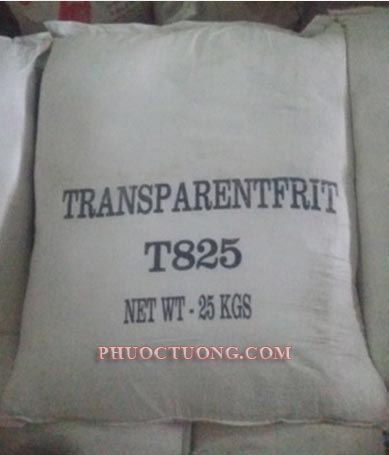 TRANSPARENTFRIT
T825
NET WT - 25 KGS
PHUOCTUONG.COM